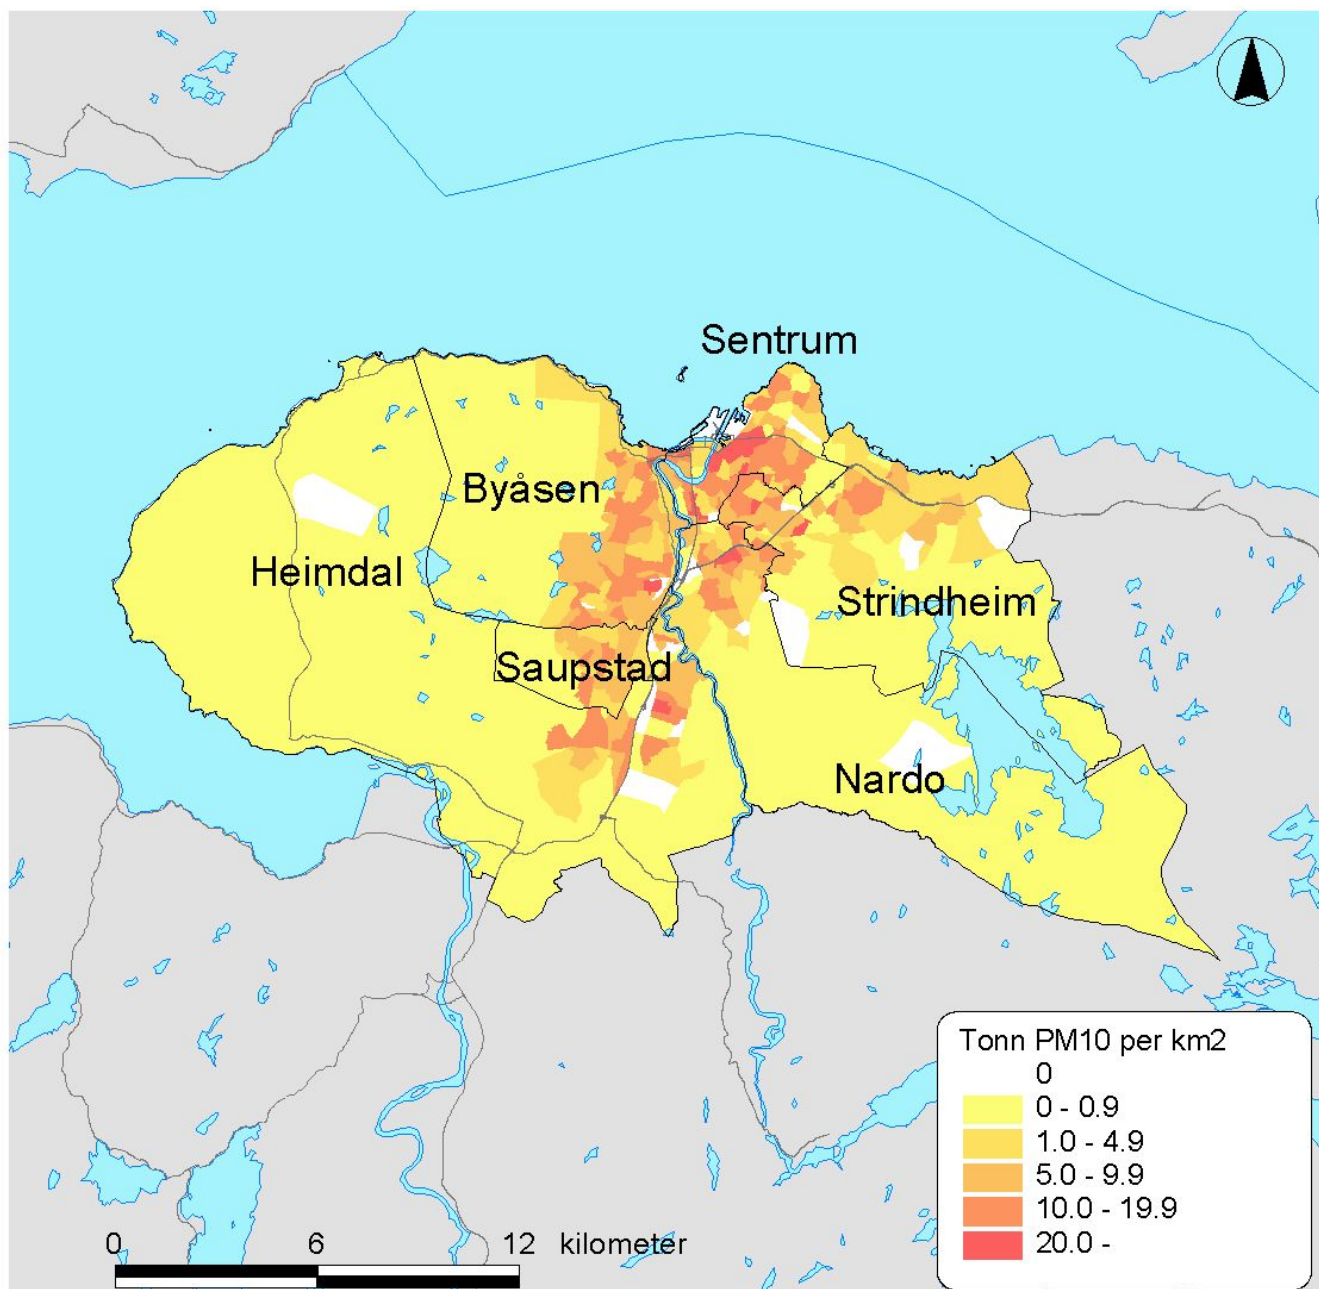 Sentrum
Byåsen
Heimdal
Strindheim
Saupstad
Nardo
Tonn PM10 per km2
0
0 - 0.9
1.0 - 4.9
5.0 - 9.9
10.0 - 19.9
20.0 -
0 6 12 kilometer